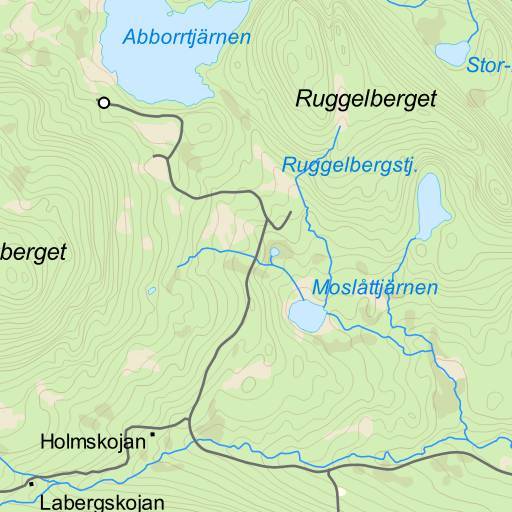 Abborrtjärnen
Stor-
Ruggelberget
Ruggelbergstj.
berget
Moslåttjärnen
Holmskojan
Labergskojan